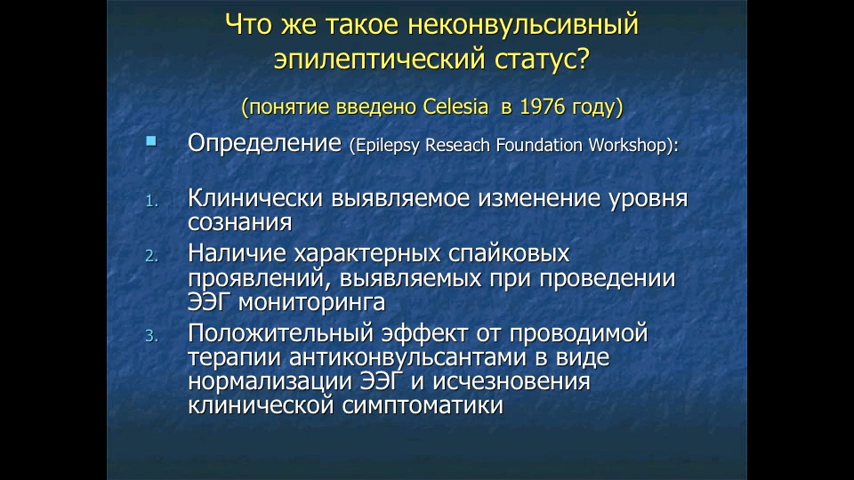 Что же такое неконвульсивный
эпилептический статус?
(понятие введено Celesia в 1976 году)
Определение (Epilepsy Reseach Foundation Workshop):
1. Клинически выявляемое изменение уровня
сознания
2. Наличие характерных спайковых
проявлений, выявляемых при проведении
ЭЭГ мониторинга
3. Положительный эффект от проводимой
терапии антиконвульсантами в виде
нормализации ЭЭГ и исчезновения
клинической симптоматики